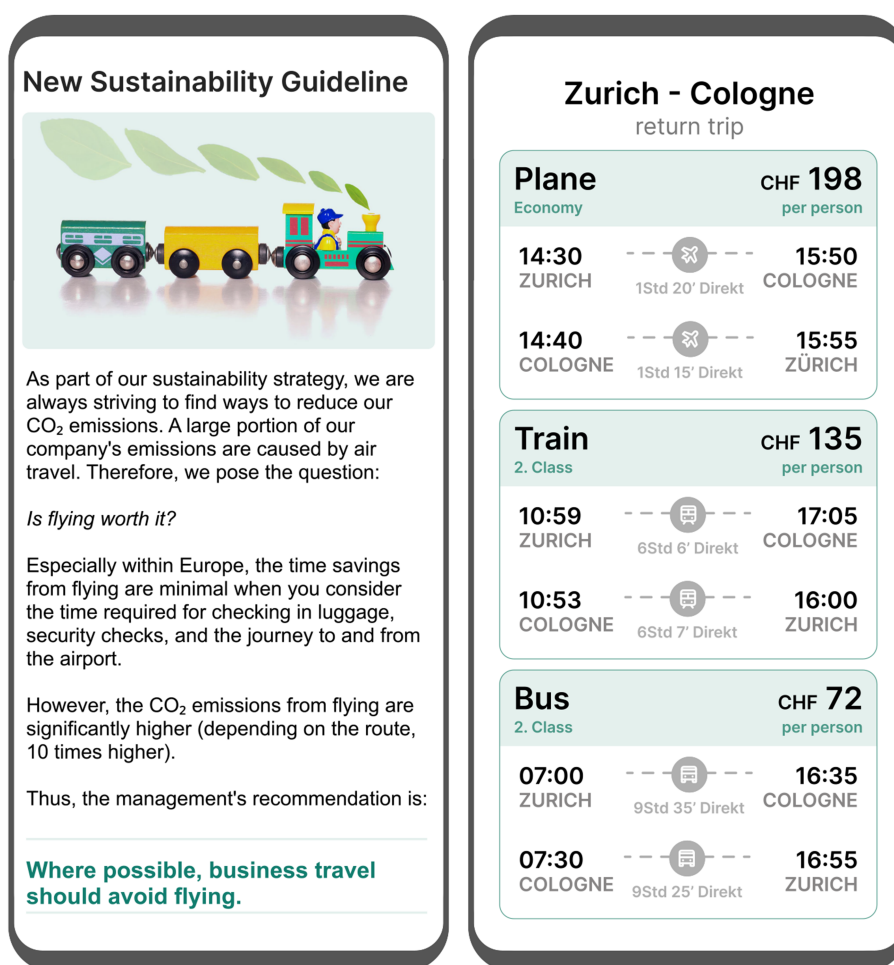 New Sustainability Guideline
As part of our sustainability strategy, we are
always striving to find ways to reduce our
CO₂ emissions. A large portion of our
company's emissions are caused by air
travel. Therefore, we pose the question:
Is flying worth it?
Especially within Europe, the time savings
from flying are minimal when you consider
the time required for checking in luggage,
security checks, and the journey to and from
the airport.
However, the CO₂ emissions from flying are
significantly higher (depending on the route,
10 times higher).
Thus, the management's recommendation is:
Where possible, business travel
should avoid flying.
Zurich - Cologne
return trip
Plane CHF 198
Economy per person
14:30 15:50
ZURICH 1Std 20’ Direkt COLOGNE
14:40 15:55
COLOGNE 1Std 15’ Direkt ZÜRICH
Train CHF 135
2. Class per person
10:59 17:05
ZURICH 6Std 6’ Direkt COLOGNE
10:53 16:00
COLOGNE 6Std 7’ Direkt ZURICH
Bus CHF 72
2. Class per person
07:00 16:35
ZURICH 9Std 35’ Direkt COLOGNE
07:30 16:55
COLOGNE 9Std 25’ Direkt ZURICH